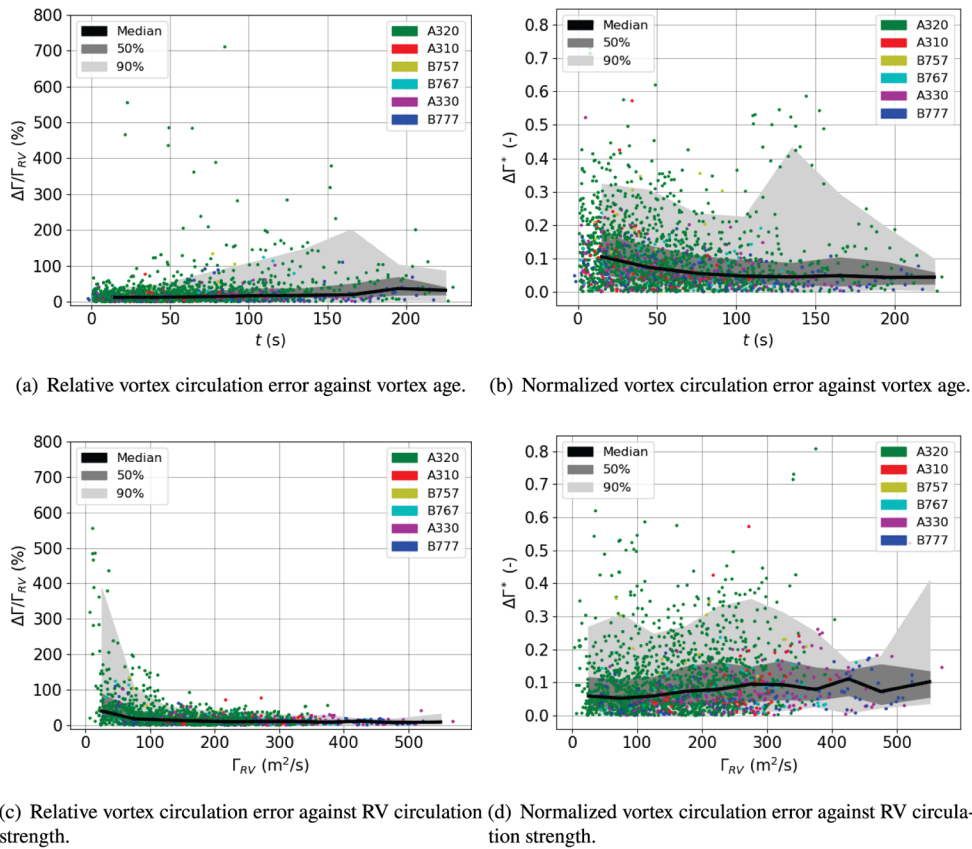 800
700
600
500
400
300
200
100
0
ΔΓ/Γ_RV (%)
Median
50%
90%
A320
A310
B757
B767
A330
B777
0 50 100 150 200
t (s)
0.8
0.7
0.6
0.5
0.4
0.3
0.2
0.1
0.0
ΔΓ* (-)
Median
50%
90%
A320
A310
B757
B767
A330
B777
0 50 100 150 200
t (s)
(a) Relative vortex circulation error against vortex age.
(b) Normalized vortex circulation error against vortex age.
800
700
600
500
400
300
200
100
0
ΔΓ/Γ_RV (%)
Median
50%
90%
A320
A310
B757
B767
A330
B777
0 100 200 300 400 500
Γ_RV (m²/s)
0.8
0.7
0.6
0.5
0.4
0.3
0.2
0.1
0.0
ΔΓ* (-)
Median
50%
90%
A320
A310
B757
B767
A330
B777
0 100 200 300 400 500
Γ_RV (m²/s)
(c) Relative vortex circulation error against RV circulation
strength.
(d) Normalized vortex circulation error against RV circula-
tion strength.